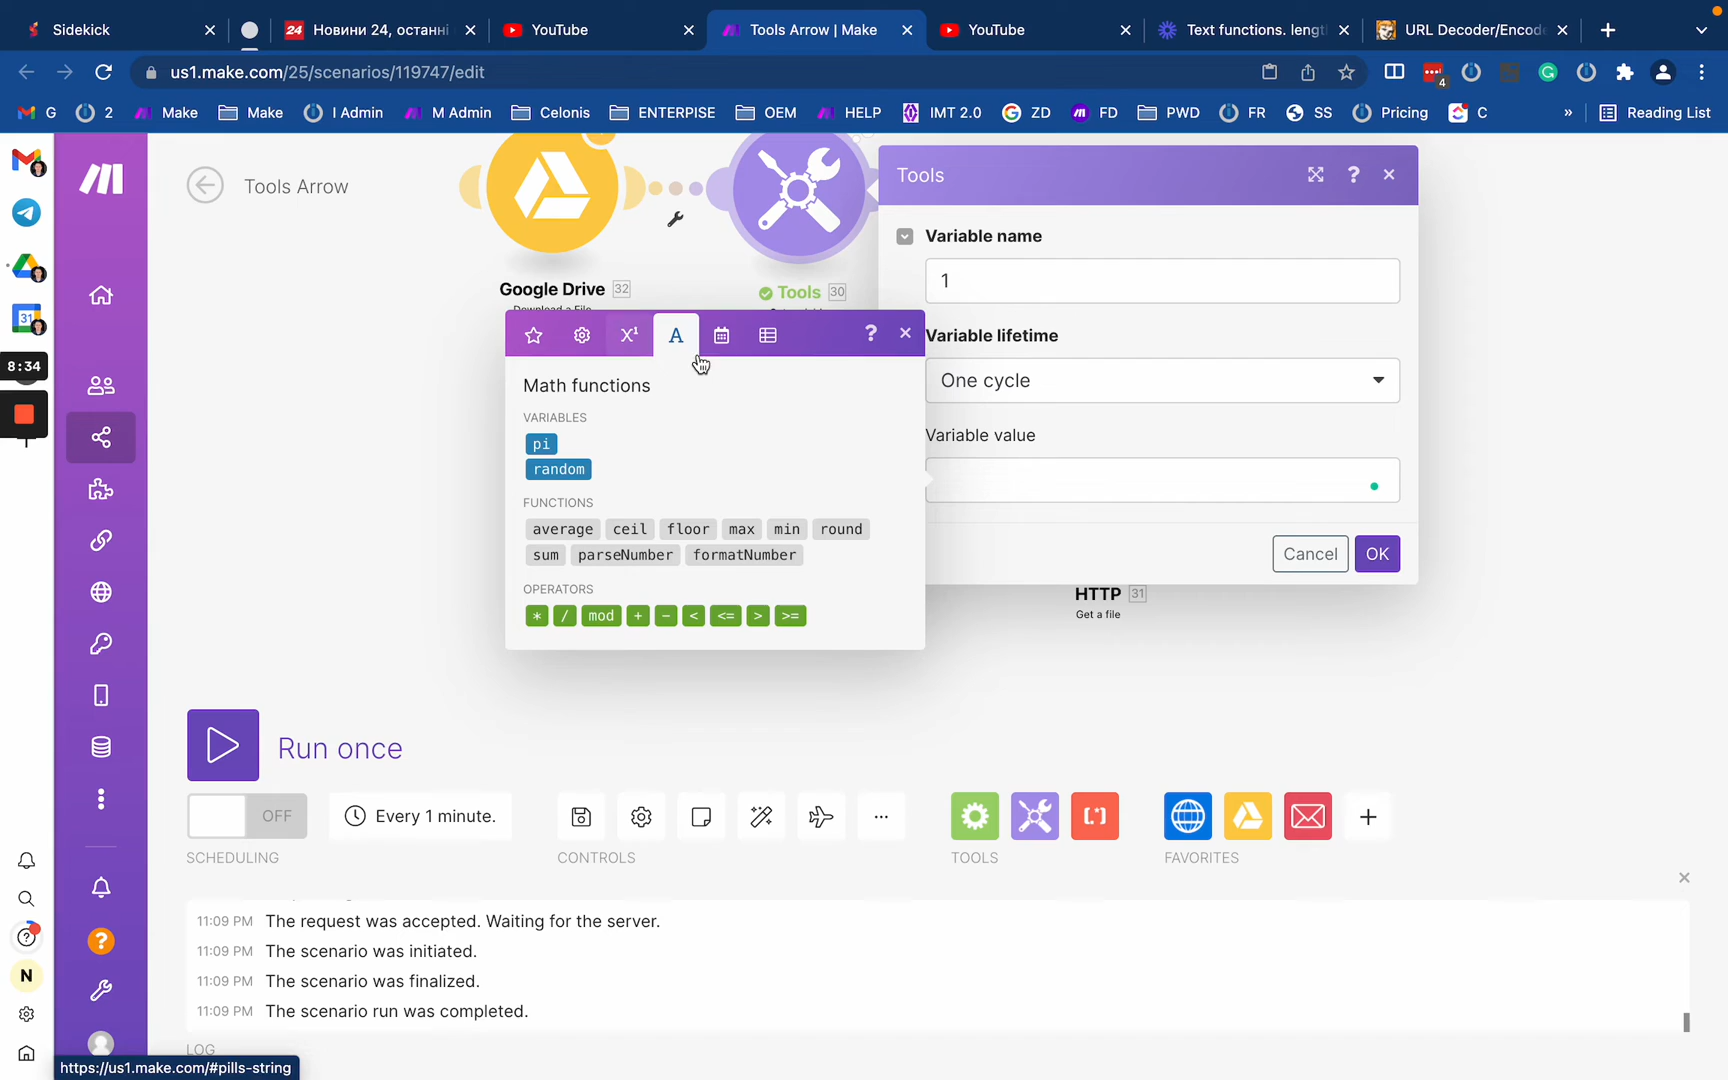 Sidekick
24 Новини 24, останні
YouTube
Tools Arrow | Make
YouTube
Text functions. lengt
URL Decoder/Encode
us1.make.com/25/scenarios/119747/edit
4
G
2
Make
Make
I Admin
M Admin
Celonis
ENTERPISE
OEM
HELP
IMT 2.0
ZD
FD
PWD
FR
SS
Pricing
C
»
Reading List
Tools Arrow
Google Drive 32
Tools 30
Tools
Variable name
1
Variable lifetime
One cycle
Variable value
Cancel
OK
A
Math functions
VARIABLES
pi
random
FUNCTIONS
average ceil floor max min round
sum parseNumber formatNumber
OPERATORS
* / mod + - < <= > >=
HTTP 31
Get a file
31
8:34
Run once
OFF
Every 1 minute.
SCHEDULING
CONTROLS
TOOLS
FAVORITES
11:09 PM The request was accepted. Waiting for the server.
11:09 PM The scenario was initiated.
11:09 PM The scenario was finalized.
11:09 PM The scenario run was completed.
LOG
N
https://us1.make.com/#pills-string